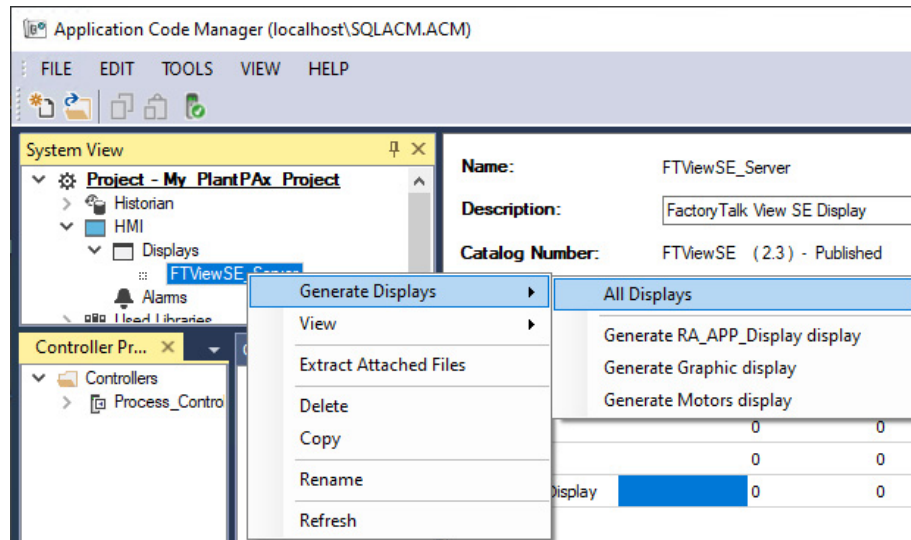 Application Code Manager (localhost\SQLACM.ACM)
FILE EDIT TOOLS VIEW HELP
System View
Project - My_PlantPAx_Project
Historian
HMI
Displays
FTViewSE_Server
Alarms
Used Libraries
Controller Pr...
Controllers
Process_Contro
Name: FTViewSE_Server
Description: FactoryTalk View SE Display
Catalog Number: FTViewSE (2.3) - Published
Generate Displays
View
Extract Attached Files
Delete
Copy
Rename
Refresh
All Displays
Generate RA_APP_Display display
Generate Graphic display
Generate Motors display
0 0
0 0
Display 0 0